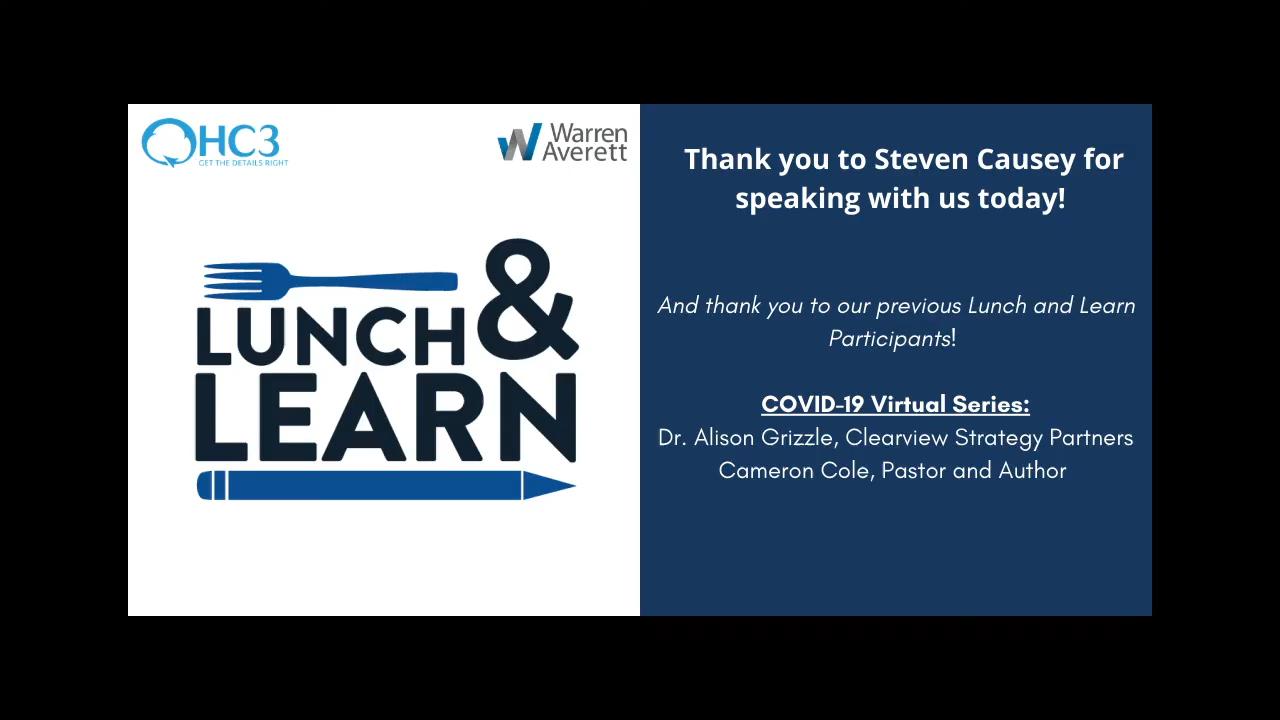 HC3
GET THE DETAILS RIGHT
Warren
Averett
LUNCH &
LEARN
Thank you to Steven Causey for
speaking with us today!
And thank you to our previous Lunch and Learn
Participants!
COVID-19 Virtual Series:
Dr. Alison Grizzle, Clearview Strategy Partners
Cameron Cole, Pastor and Author